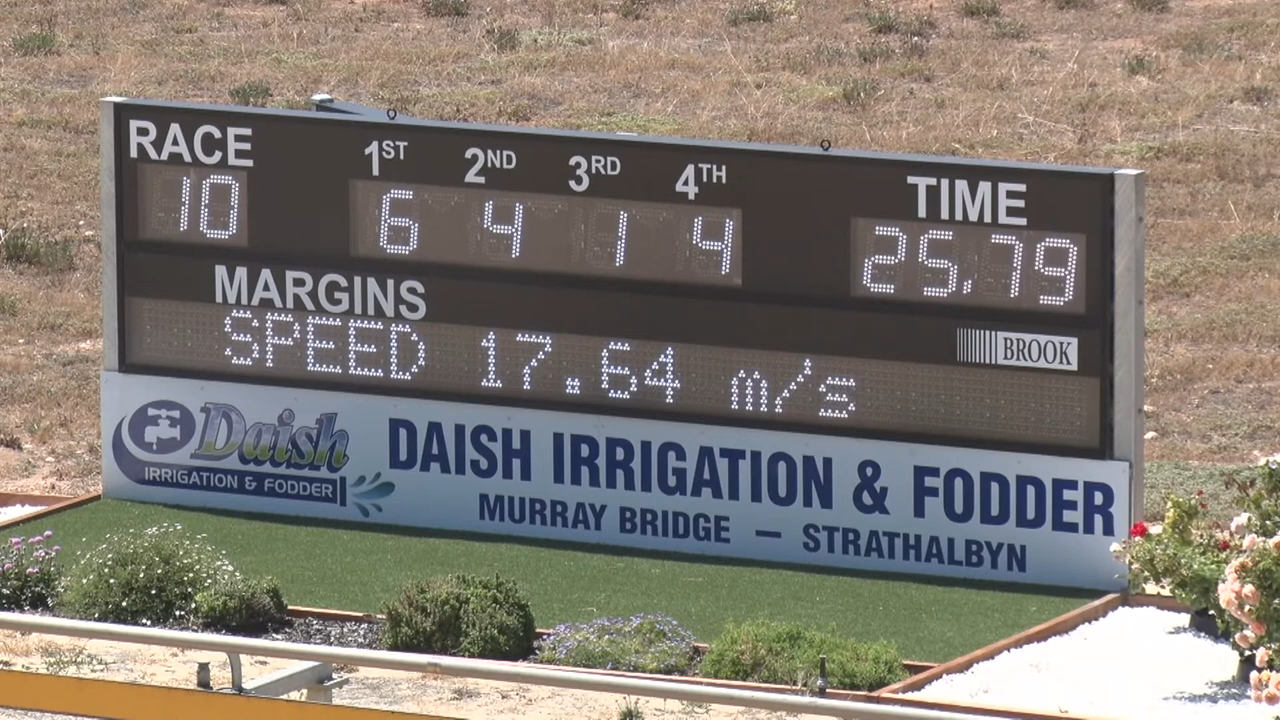 RACE 1ST 2ND 3RD 4TH TIME
10 6 4 1 4 25.79
MARGINS
BROOK
SPEED 17.64 m/s
Daish
IRRIGATION & FODDER
DAISH IRRIGATION & FODDER
MURRAY BRIDGE – STRATHALBYN